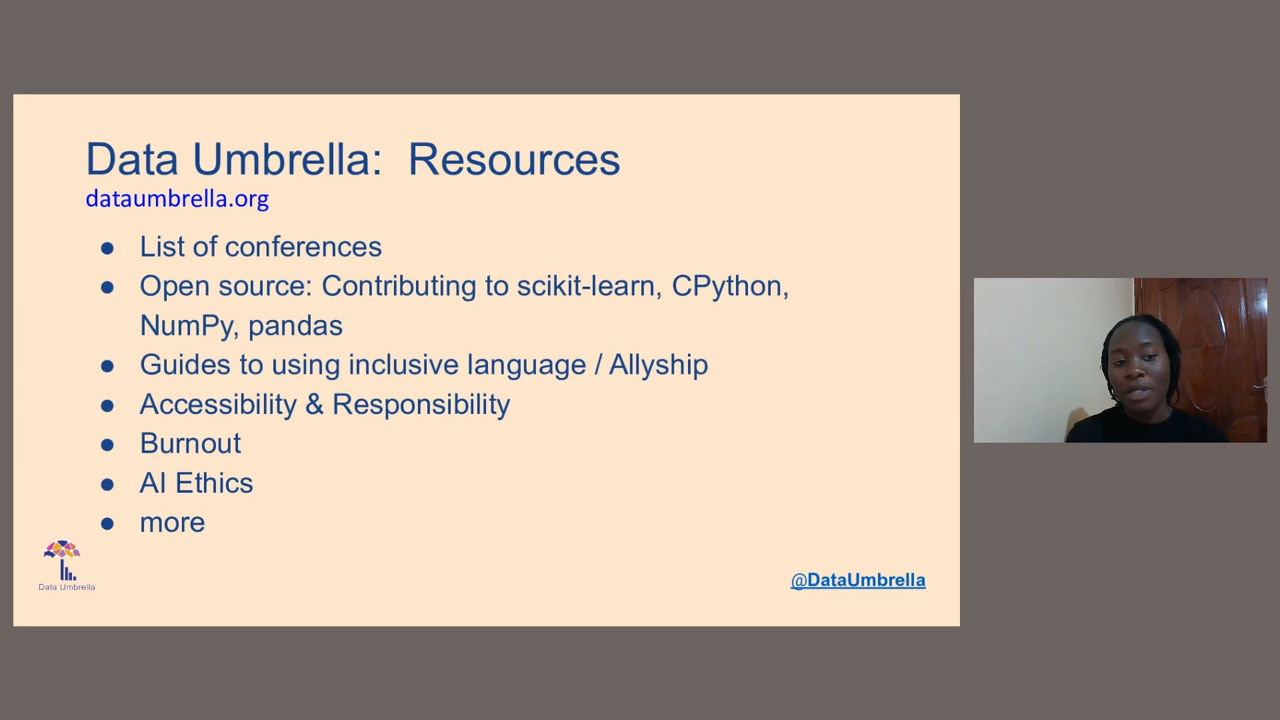 Data Umbrella:  Resources
dataumbrella.org
● List of conferences
● Open source: Contributing to scikit-learn, CPython,
NumPy, pandas
● Guides to using inclusive language / Allyship
● Accessibility & Responsibility
● Burnout
● AI Ethics
● more
Data Umbrella
@DataUmbrella